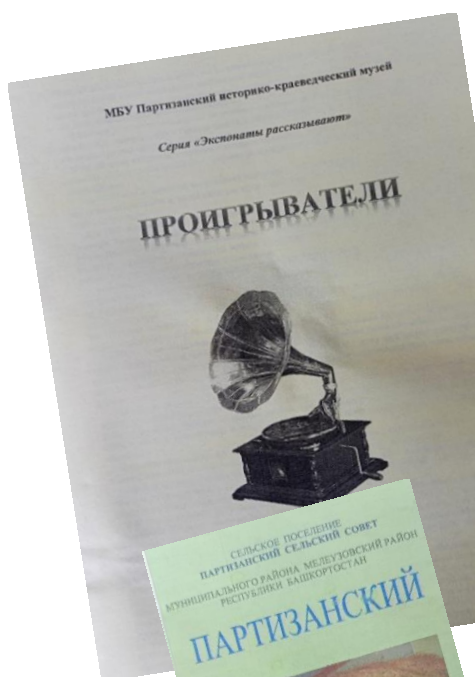 МБУ Партизанский историко-краеведческий музей
Серия «Экспонаты рассказывают»
ПРОИГРЫВАТЕЛИ
СЕЛЬСКОЕ ПОСЕЛЕНИЕ
ПАРТИЗАНСКИЙ СЕЛЬСКИЙ СОВЕТ
МУНИЦИПАЛЬНОГО РАЙОНА МЕЛЕУЗОВСКИЙ РАЙОН
РЕСПУБЛИКИ БАШКОРТОСТАН
ПАРТИЗАНСКИЙ